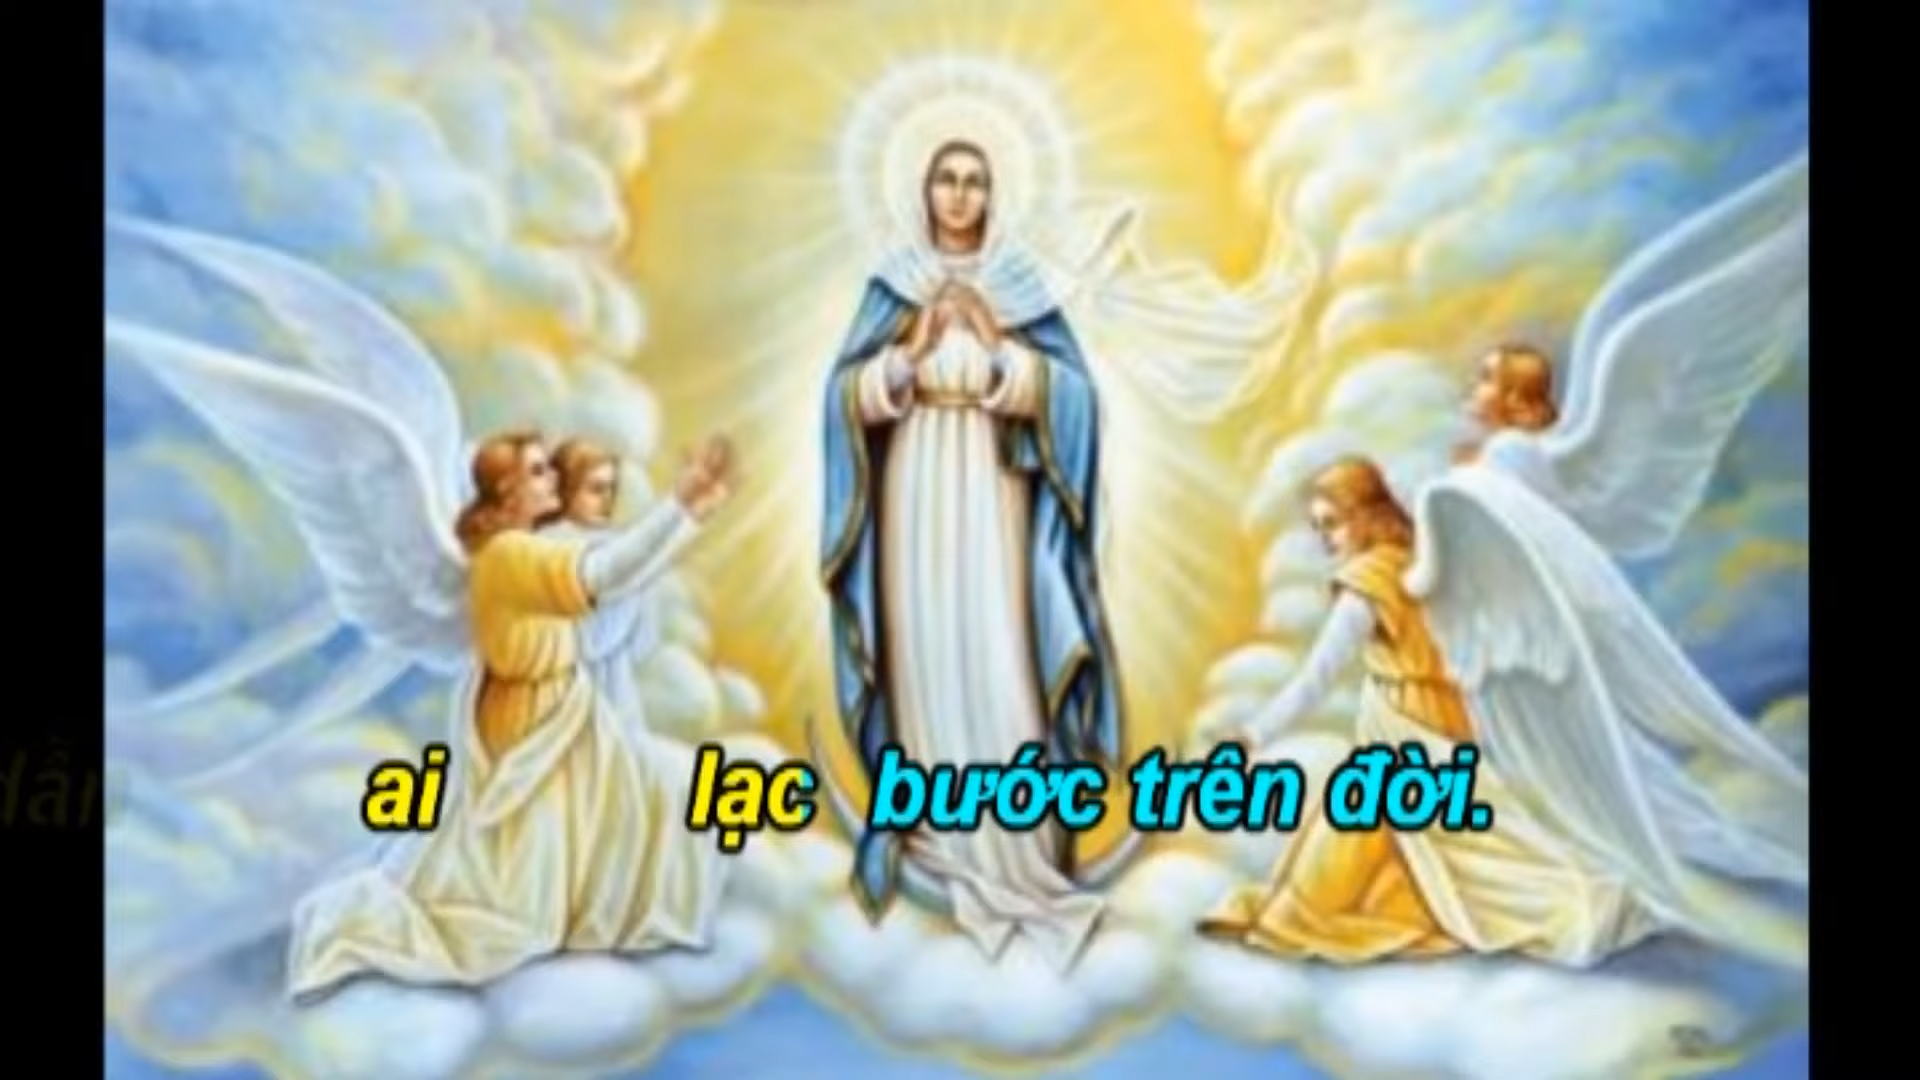 ai lạc bước trên đời.